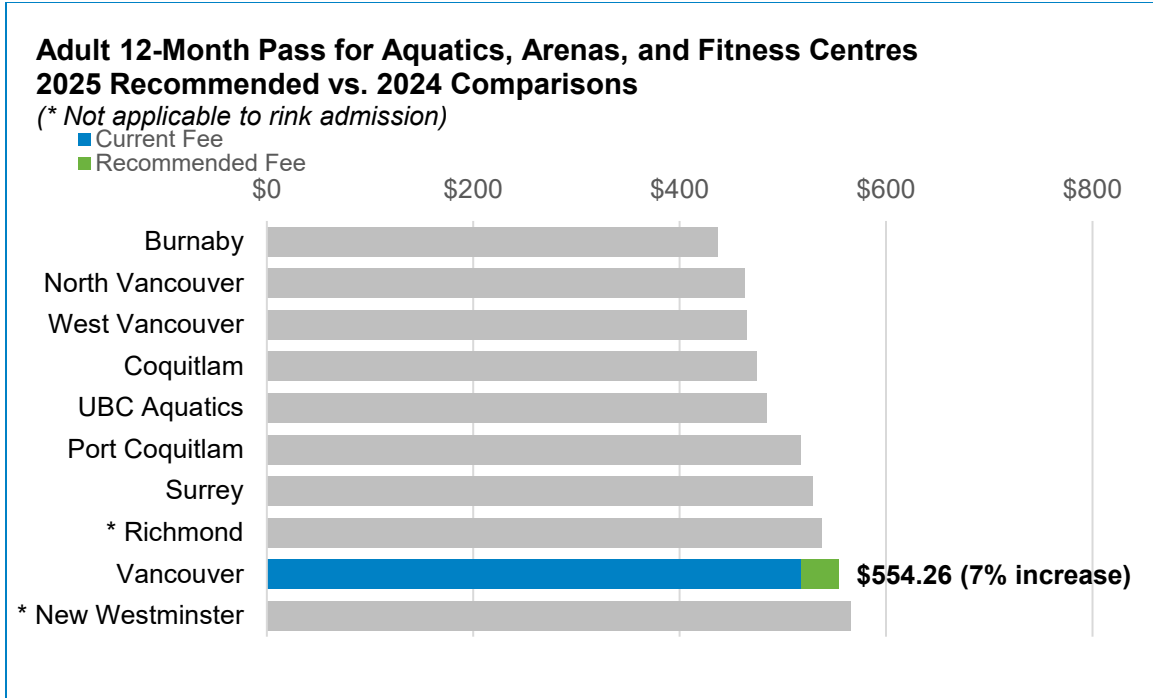 Adult 12-Month Pass for Aquatics, Arenas, and Fitness Centres
2025 Recommended vs. 2024 Comparisons
(* Not applicable to rink admission)
Current Fee
Recommended Fee
$0 $200 $400 $600 $800
Burnaby
North Vancouver
West Vancouver
Coquitlam
UBC Aquatics
Port Coquitlam
Surrey
* Richmond
Vancouver $554.26 (7% increase)
* New Westminster